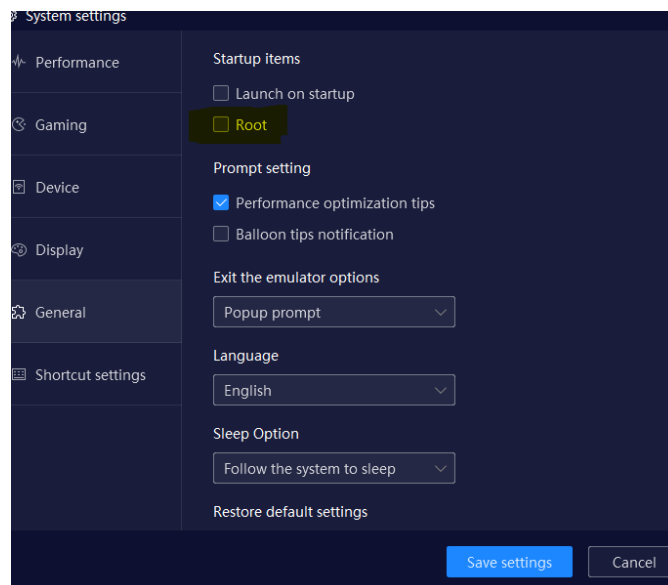 System settings
Performance
Gaming
Device
Display
General
Shortcut settings
Startup items
Launch on startup
Root
Prompt setting
Performance optimization tips
Balloon tips notification
Exit the emulator options
Popup prompt
Language
English
Sleep Option
Follow the system to sleep
Restore default settings
Save settings
Cancel